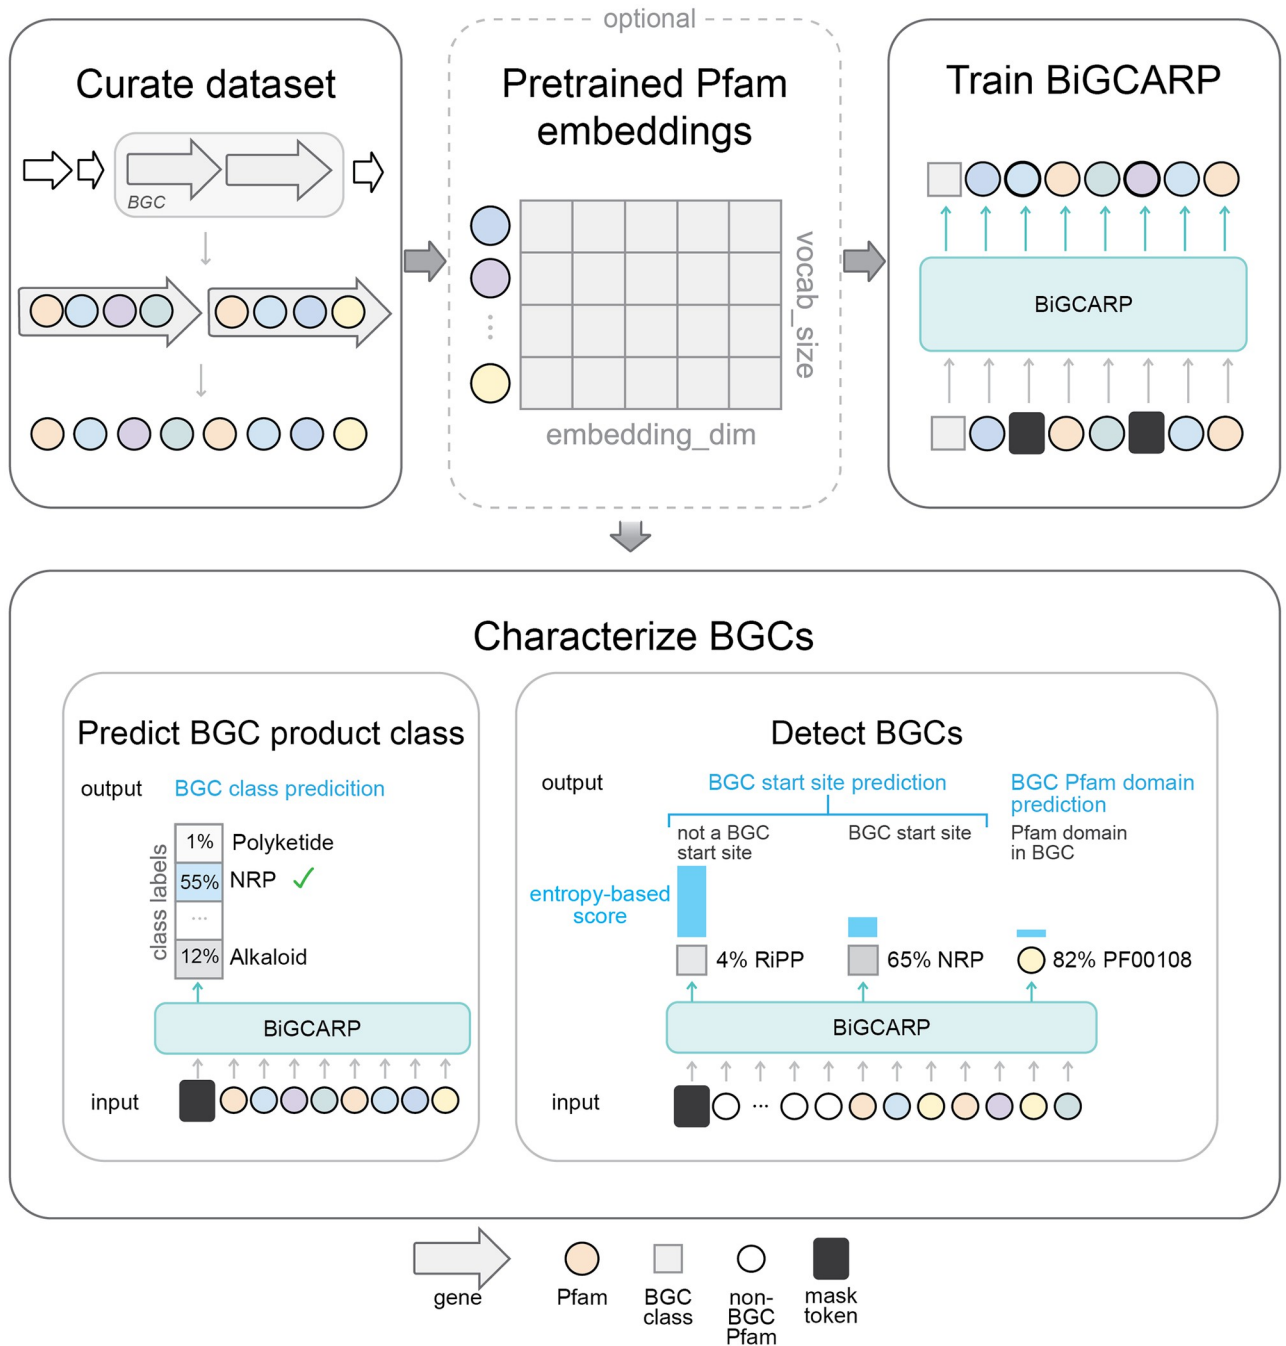 optional
Curate dataset
BGC
Pretrained Pfam
embeddings
vocab_size
embedding_dim
Train BiGCARP
BiGCARP
Characterize BGCs
Predict BGC product class
output
BGC class predicition
class labels
1%
Polyketide
55%
NRP
...
12%
Alkaloid
BiGCARP
input
Detect BGCs
output
BGC start site prediction
BGC Pfam domain
prediction
not a BGC
start site
BGC start site
Pfam domain
in BGC
entropy-based
score
4% RiPP
65% NRP
82% PF00108
BiGCARP
input
...
gene
Pfam
BGC
class
non-
BGC
Pfam
mask
token